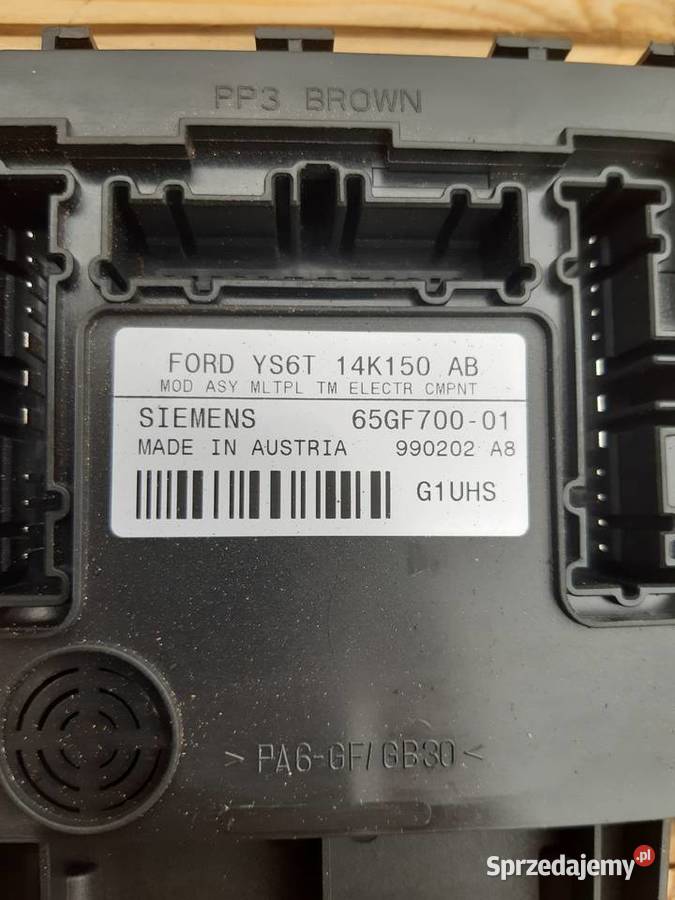 PP3 BROWN
FORD YS6T 14K150 AB
MOD ASY MLTPL TM ELECTR CMPNT
SIEMENS 65GF700-01
MADE IN AUSTRIA 990202 A8
G1UHS
>PA6-GF/GB30<
Sprzedajemy.pl